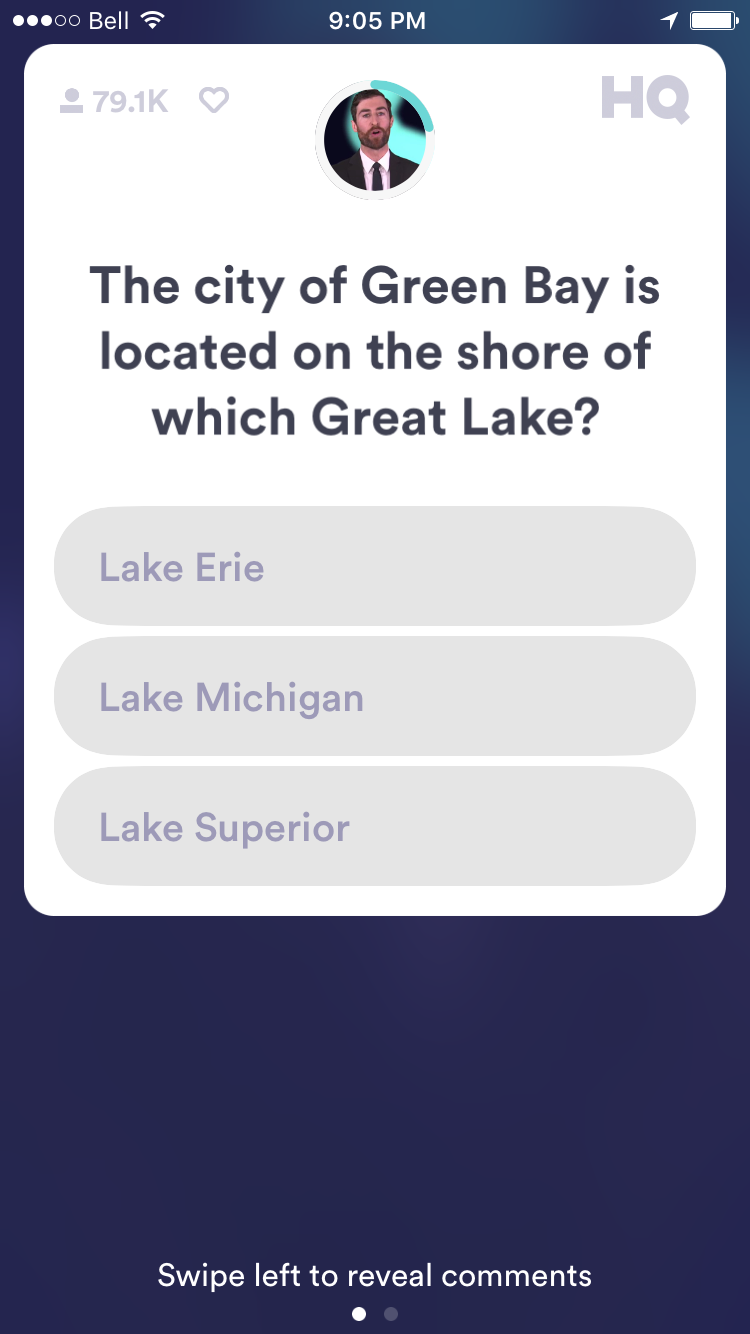 Bell 9:05 PM
79.1K HQ
The city of Green Bay is
located on the shore of
which Great Lake?
Lake Erie
Lake Michigan
Lake Superior
Swipe left to reveal comments